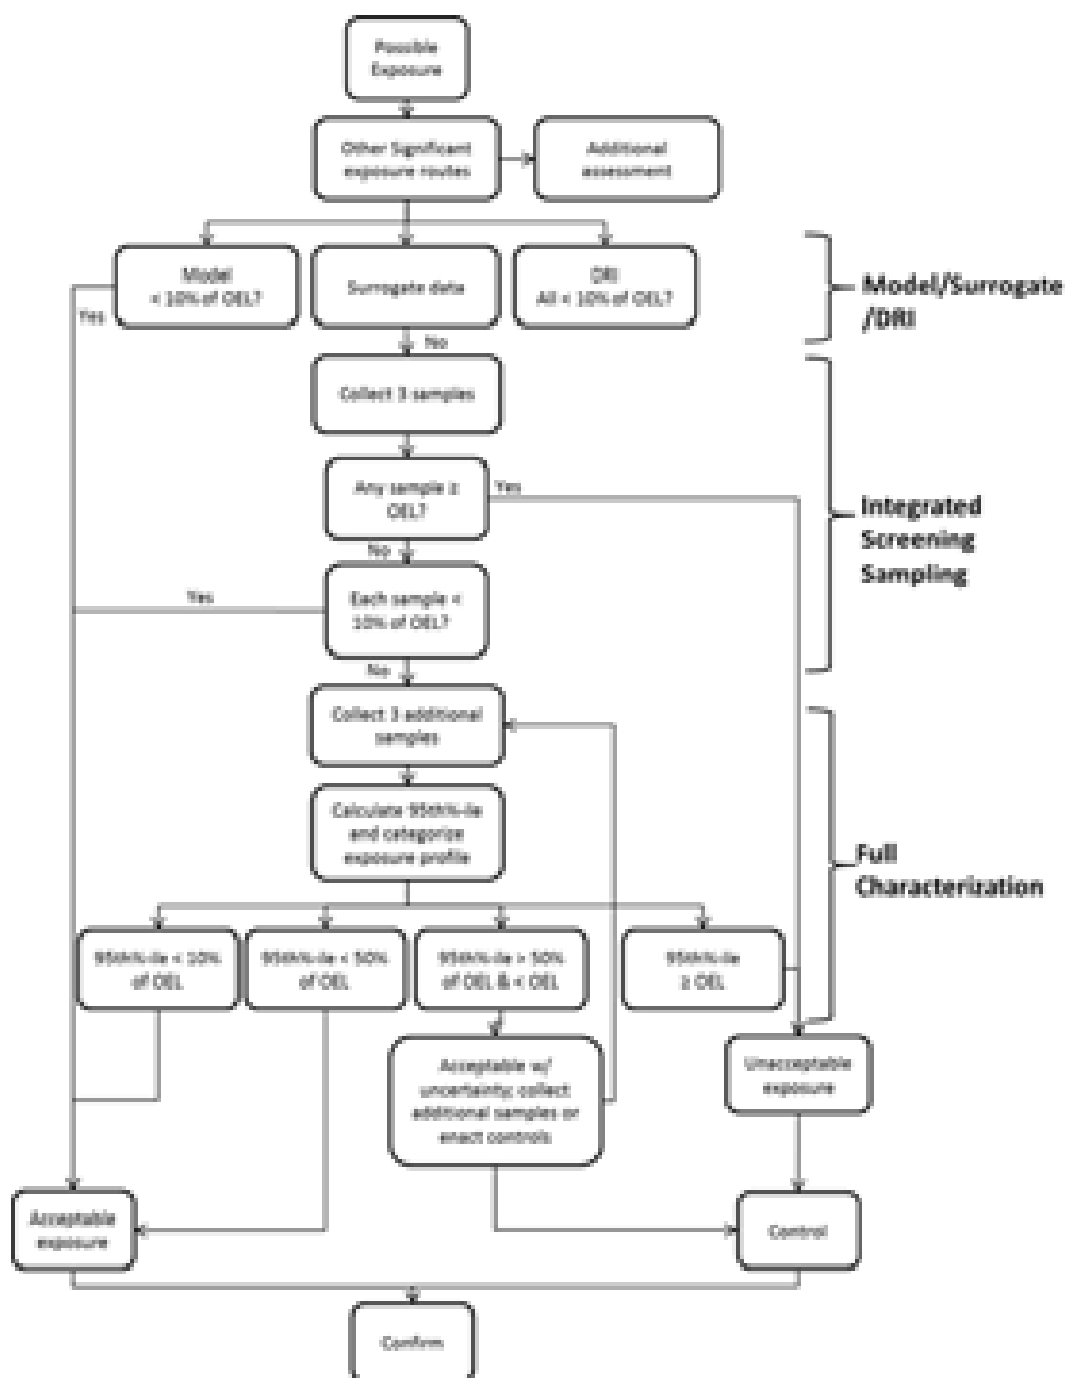 Possible
Exposure
Other Significant
exposure routes
Additional
assessment
Model
< 10% of OEL?
Surrogate data
DRI
All < 10% of OEL?
Model/Surrogate
/DRI
Yes
No
Collect 3 samples
Any sample ≥
OEL?
Yes
Integrated
Screening
Sampling
No
Each sample <
10% of OEL?
Yes
No
Collect 3 additional
samples
Calculate 95th%-ile
and categorize
exposure profile
Full
Characterization
95th%-ile < 10%
of OEL
95th%-ile < 50%
of OEL
95th%-ile > 50%
of OEL & < OEL
95th%-ile
≥ OEL
Acceptable w/
uncertainty; collect
additional samples or
enact controls
Unacceptable
exposure
Acceptable
exposure
Control
Confirm